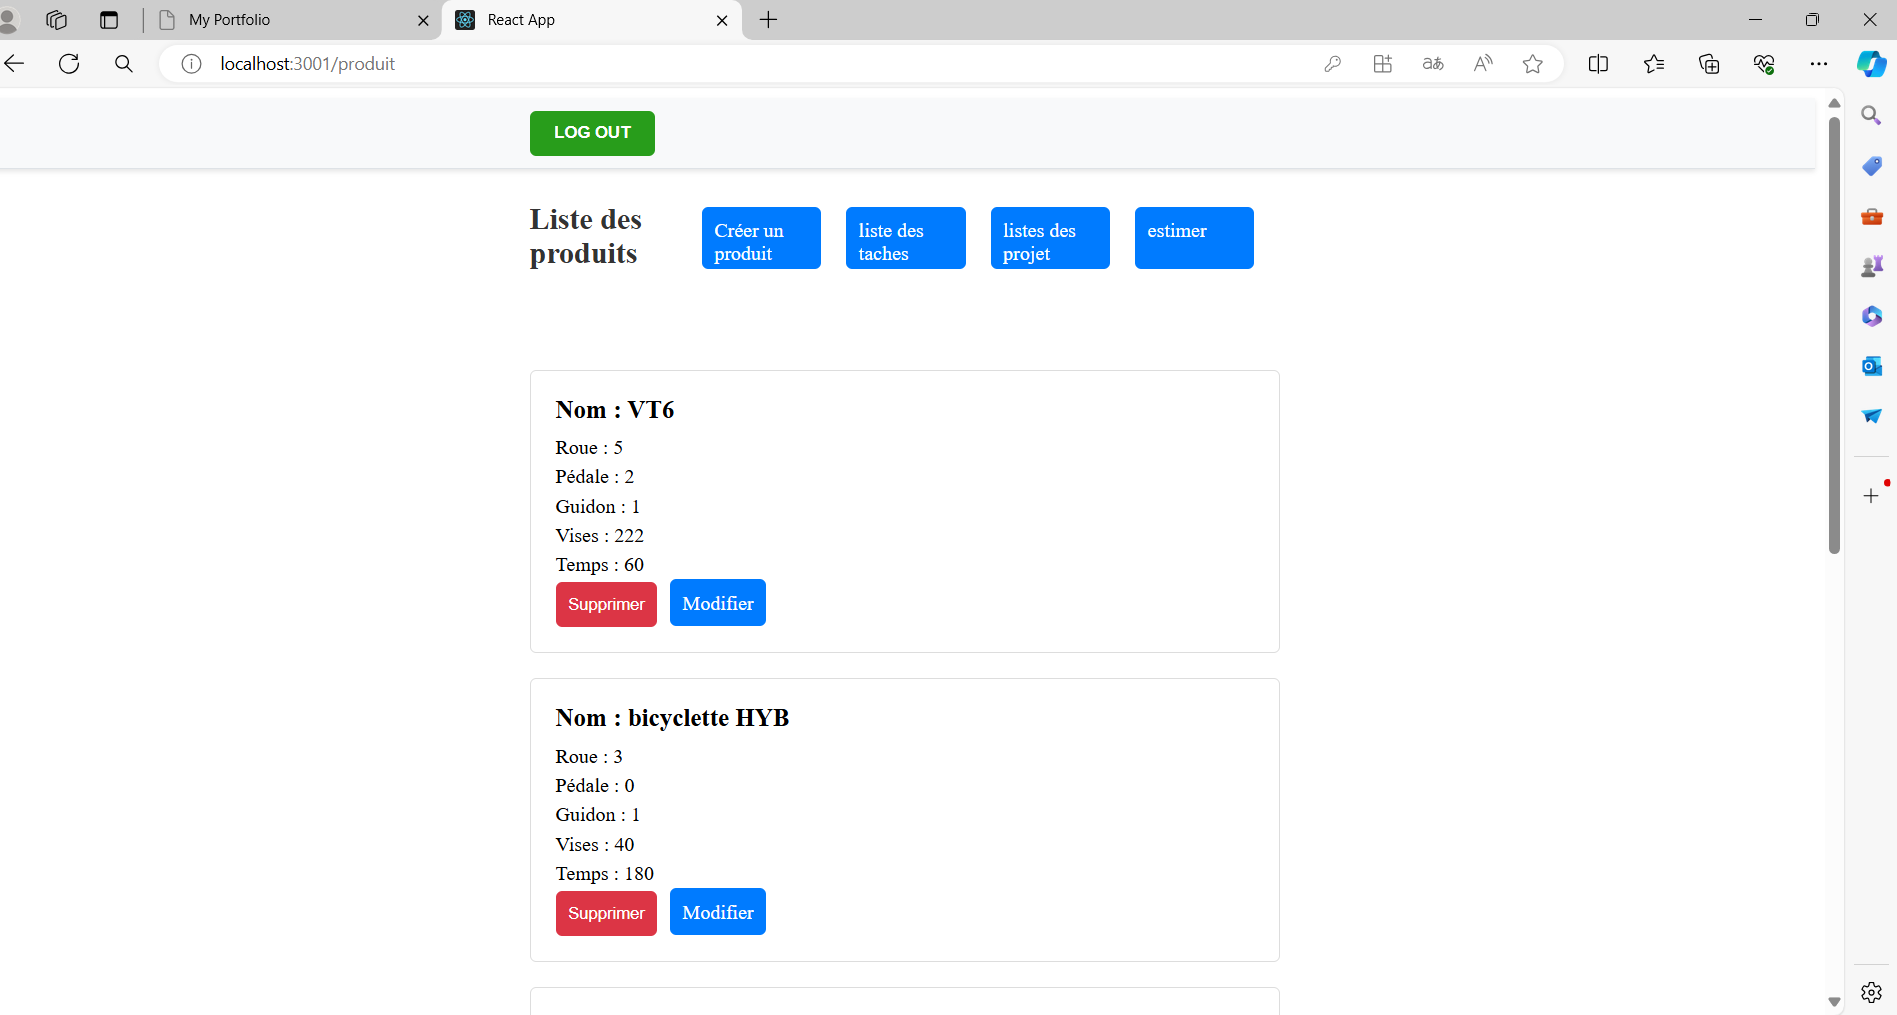 My Portfolio
React App
localhost:3001/produit
LOG OUT
Liste des
produits
Créer un
produit
liste des
taches
listes des
projet
estimer
Nom : VT6
Roue : 5
Pédale : 2
Guidon : 1
Vises : 222
Temps : 60
Supprimer
Modifier
Nom : bicyclette HYB
Roue : 3
Pédale : 0
Guidon : 1
Vises : 40
Temps : 180
Supprimer
Modifier